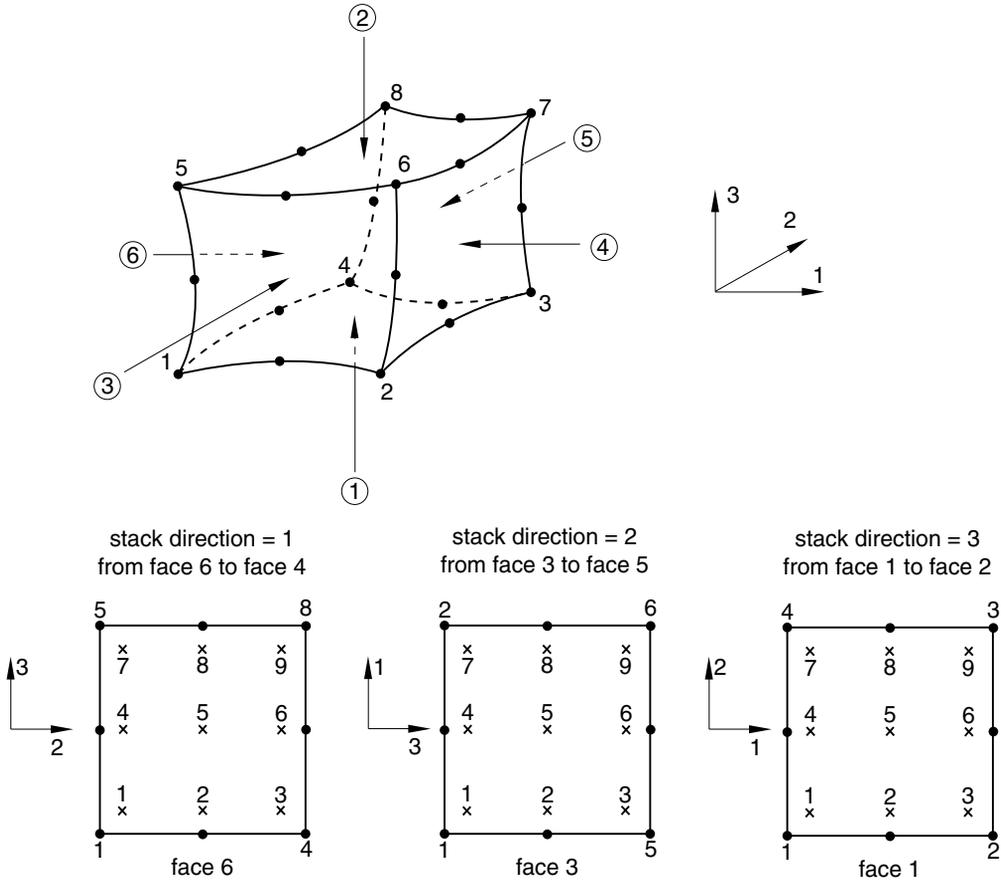 ②
8
7
⑤
5
6
3
2
⑥
④
4
1
3
1
③
2
①
stack direction = 1
from face 6 to face 4
stack direction = 2
from face 3 to face 5
stack direction = 3
from face 1 to face 2
5 8
7 8 9
3
4 5 6
2
1 2 3
1 4
face 6
2 6
7 8 9
1
4 5 6
3
1 2 3
1 5
face 3
4 3
7 8 9
2
4 5 6
1
1 2 3
1 2
face 1